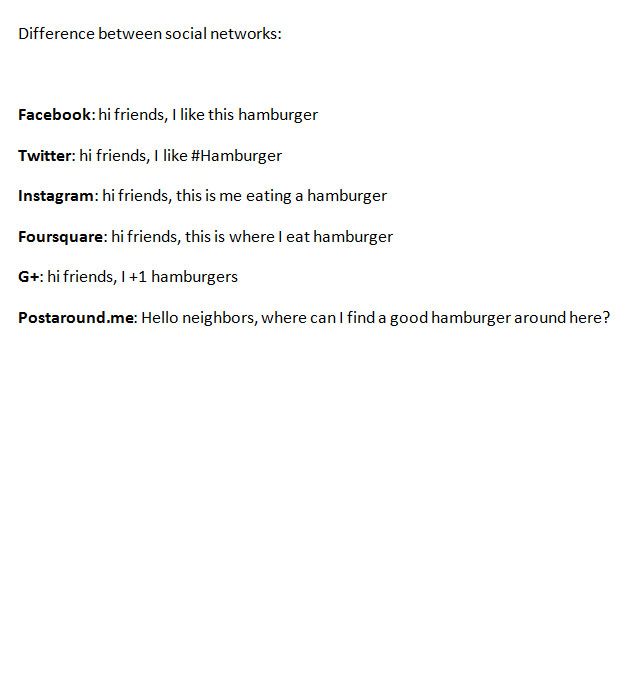 Difference between social networks:
Facebook: hi friends, I like this hamburger
Twitter: hi friends, I like #Hamburger
Instagram: hi friends, this is me eating a hamburger
Foursquare: hi friends, this is where I eat hamburger
G+: hi friends, I +1 hamburgers
Postaround.me: Hello neighbors, where can I find a good hamburger around here?